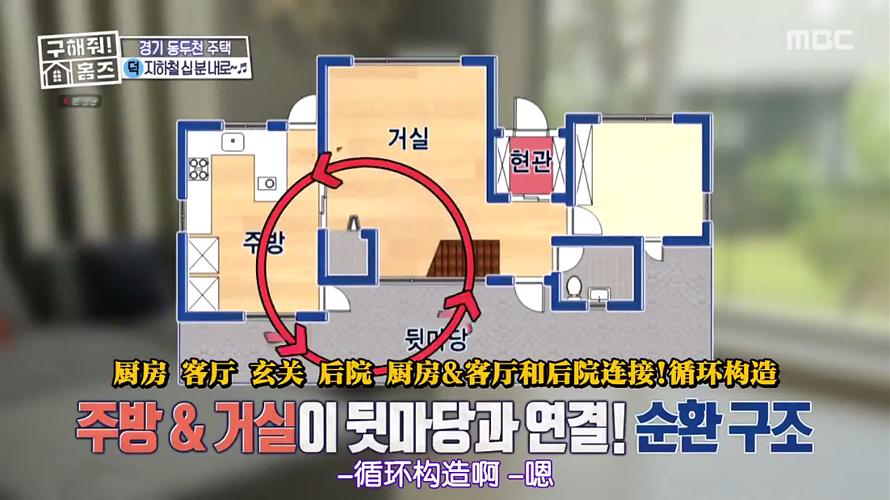 구해줘!
홈즈
경기 동두천 주택
덕 지하철 십 분 내로~♬
MBC
거실
현관
주방
뒷마당
厨房 客厅 玄关 后院 厨房&客厅和后院连接!循环构造
주방 & 거실이 뒷마당과 연결! 순환 구조
-循环构造啊 -嗯